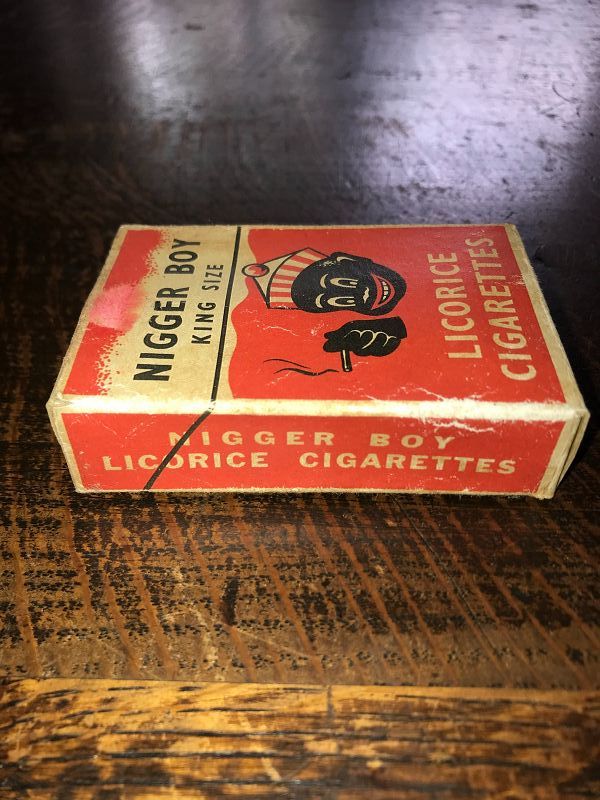 NIGGER BOY
KING SIZE
LICORICE
CIGARETTES
NIGGER BOY
LICORICE CIGARETTES